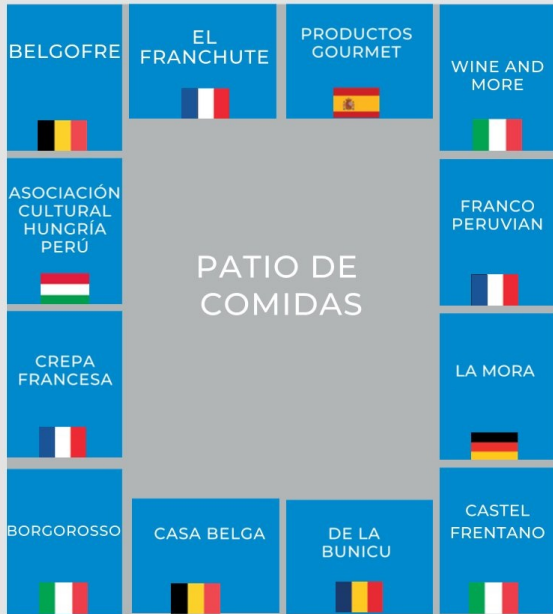 BELGOFRE
EL
FRANCHUTE
PRODUCTOS
GOURMET
WINE AND
MORE
ASOCIACIÓN
CULTURAL
HUNGRÍA
PERÚ
PATIO DE
COMIDAS
FRANCO
PERUVIAN
CREPA
FRANCESA
LA MORA
BORGOROSSO
CASA BELGA
DE LA
BUNICU
CASTEL
FRENTANO